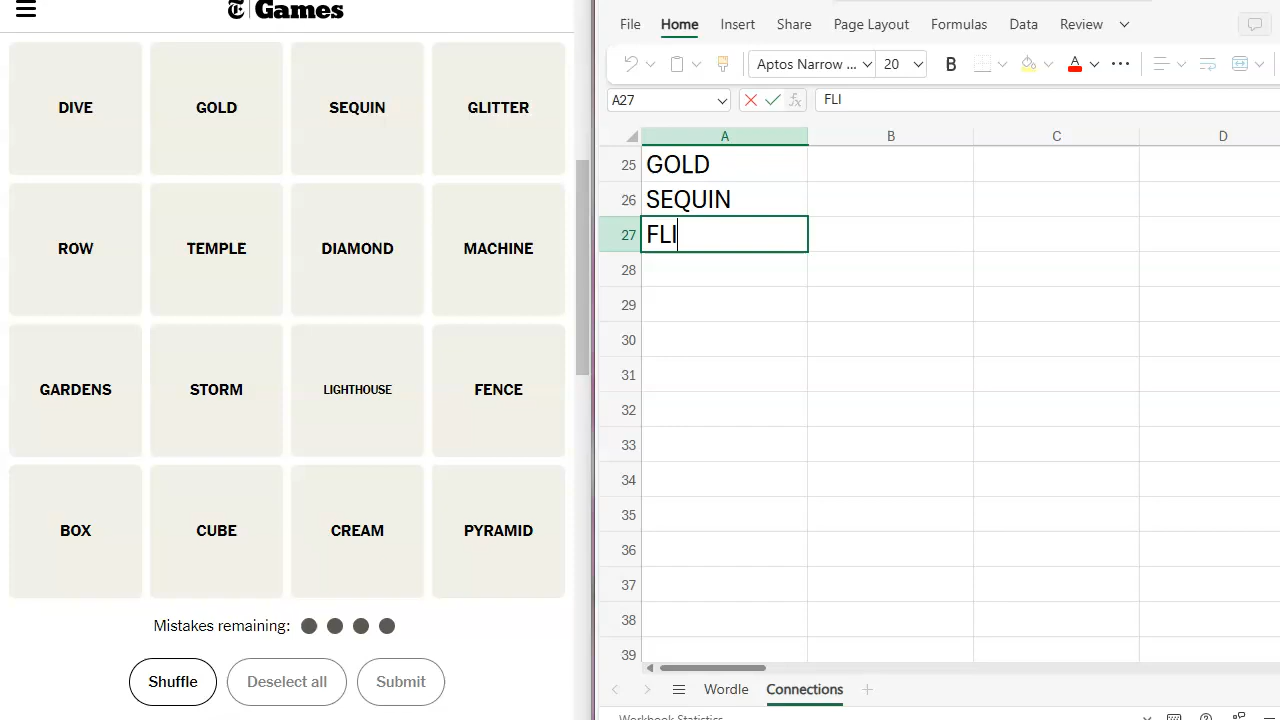 Games
DIVE GOLD SEQUIN GLITTER
ROW TEMPLE DIAMOND MACHINE
GARDENS STORM LIGHTHOUSE FENCE
BOX CUBE CREAM PYRAMID
Mistakes remaining:
Shuffle Deselect all Submit
File Home Insert Share Page Layout Formulas Data Review
Aptos Narrow ... 20 B A
A27 fx FLI
A B C D
25 GOLD
26 SEQUIN
27 FLI
28
29
30
31
32
33
34
35
36
37
38
39
Wordle Connections
Workbook Statistics